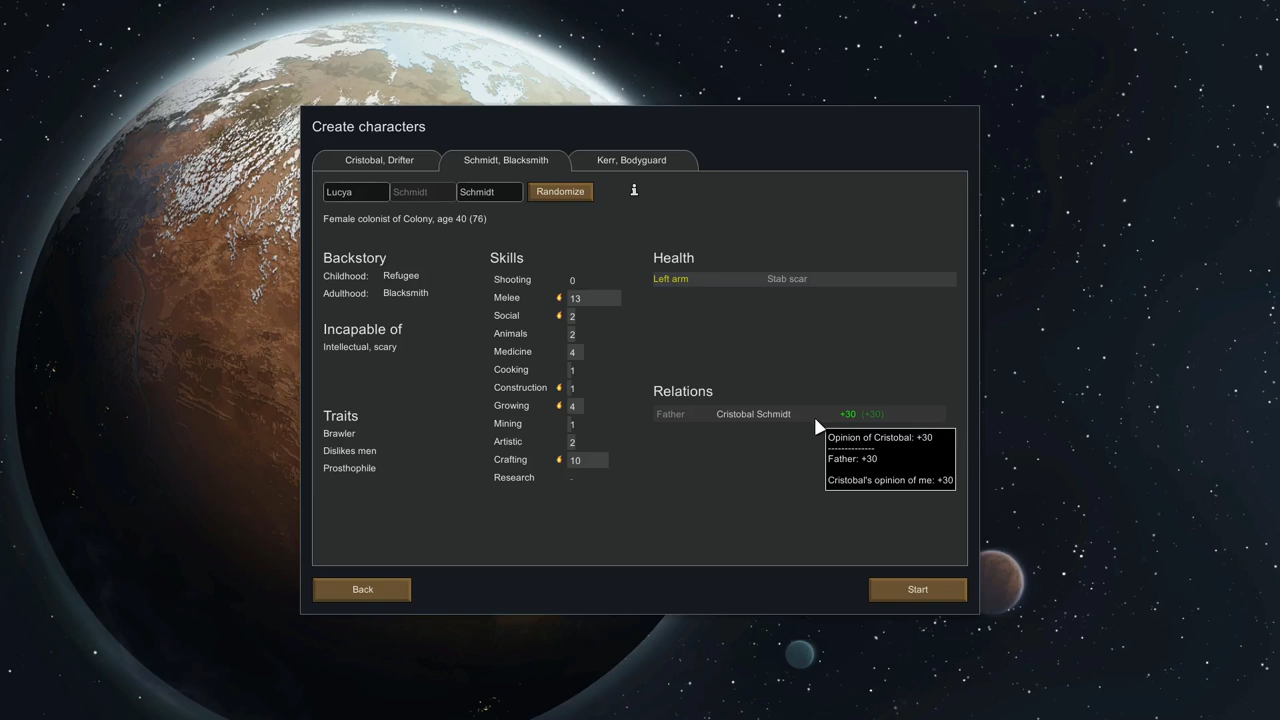 Create characters
Cristobal, Drifter
Schmidt, Blacksmith
Kerr, Bodyguard
Lucya
Schmidt
Schmidt
Randomize
Female colonist of Colony, age 40 (76)
Backstory
Childhood: Refugee
Adulthood: Blacksmith
Incapable of
Intellectual, scary
Traits
Brawler
Dislikes men
Prosthophile
Skills
Shooting 0
Melee 13
Social 2
Animals 2
Medicine 4
Cooking 1
Construction 1
Growing 4
Mining 1
Artistic 2
Crafting 10
Research -
Health
Left arm Stab scar
Relations
Father Cristobal Schmidt +30 (+30)
Opinion of Cristobal: +30
--------------
Father: +30
Cristobal's opinion of me: +30
Back
Start